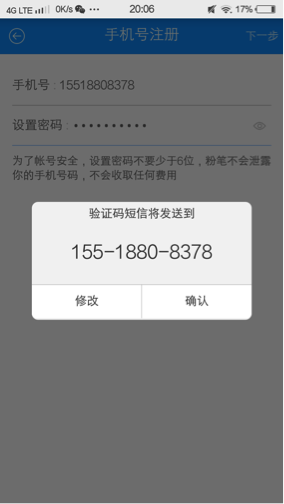 4G LTE 0K/s ··· 20:06 17%
手机号注册 下一步
手机号：15518808378
设置密码：••••••••••
为了帐号安全，设置密码不要少于6位，粉笔不会泄露
你的手机号码，不会收取任何费用
验证码短信将发送到
155-1880-8378
修改 确认